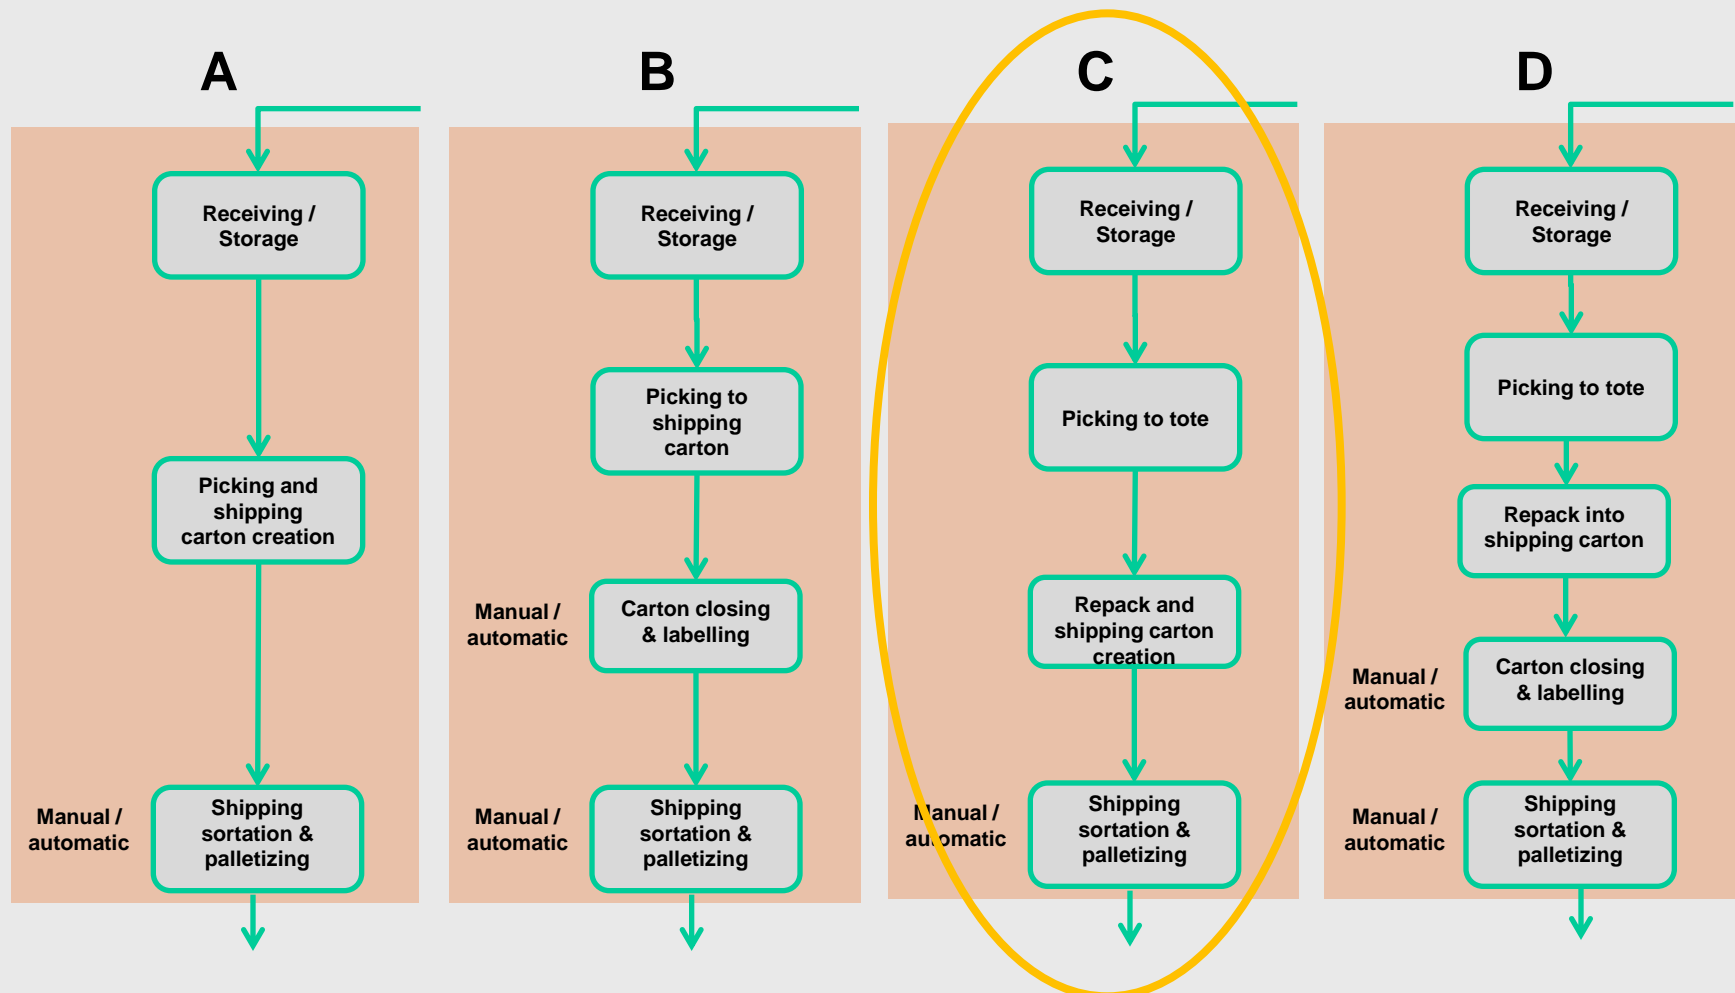 A
Receiving /
Storage
Picking and
shipping
carton creation
Manual /
automatic
Shipping
sortation &
palletizing
B
Receiving /
Storage
Picking to
shipping
carton
Manual /
automatic
Carton closing
& labelling
Manual /
automatic
Shipping
sortation &
palletizing
C
Receiving /
Storage
Picking to tote
Repack and
shipping carton
creation
Manual /
automatic
Shipping
sortation &
palletizing
D
Receiving /
Storage
Picking to tote
Repack into
shipping carton
Manual /
automatic
Carton closing
& labelling
Manual /
automatic
Shipping
sortation &
palletizing